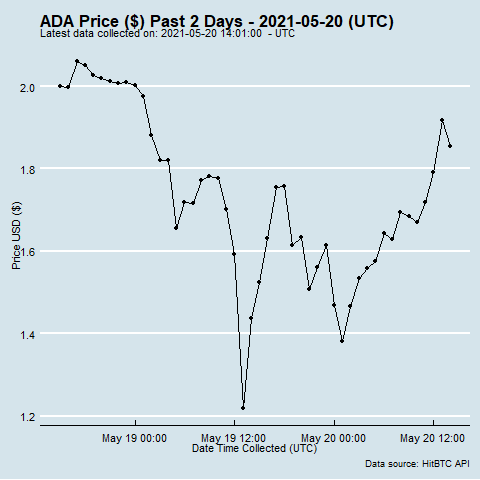 ADA Price ($) Past 2 Days - 2021-05-20 (UTC)
Latest data collected on: 2021-05-20 14:01:00 - UTC
2.0
1.8
1.6
1.4
1.2
Price USD ($)
May 19 00:00 May 19 12:00 May 20 00:00 May 20 12:00
Date Time Collected (UTC)
Data source: HitBTC API